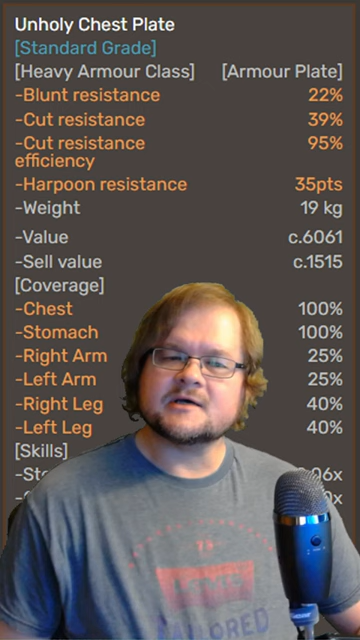 Unholy Chest Plate
[Standard Grade]
[Heavy Armour Class] [Armour Plate]
-Blunt resistance 22%
-Cut resistance 39%
-Cut resistance efficiency 95%
-Harpoon resistance 35pts
-Weight 19 kg
-Value c.6061
-Sell value c.1515
[Coverage]
-Chest 100%
-Stomach 100%
-Right Arm 25%
-Left Arm 25%
-Right Leg 40%
-Left Leg 40%
[Skills]